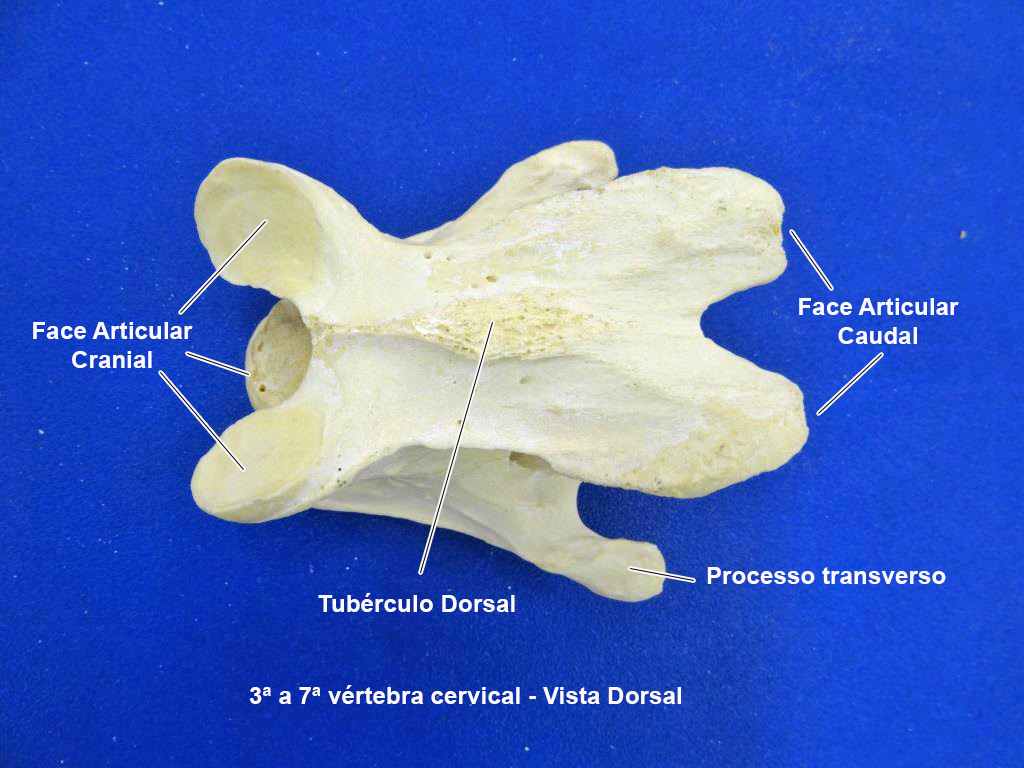 Face Articular
Cranial
Face Articular
Caudal
Tubérculo Dorsal
Processo transverso
3ª a 7ª vértebra cervical - Vista Dorsal